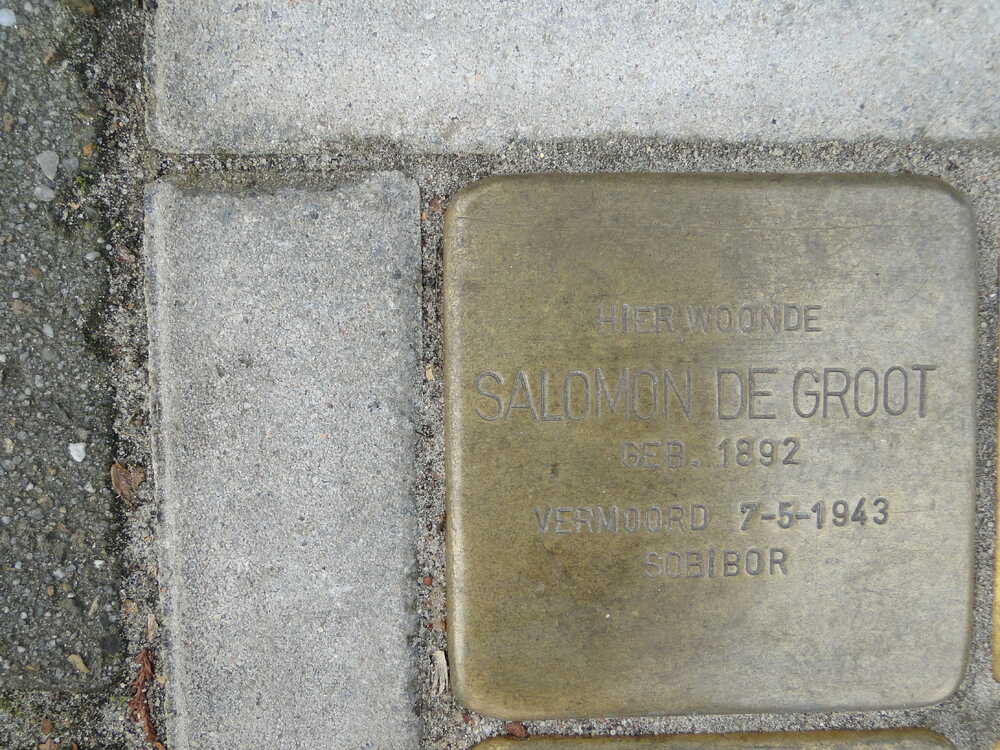 HIER WOONDE
SALOMON DE GROOT
GEB. 1892
VERMOORD 7-5-1943
SOBIBOR